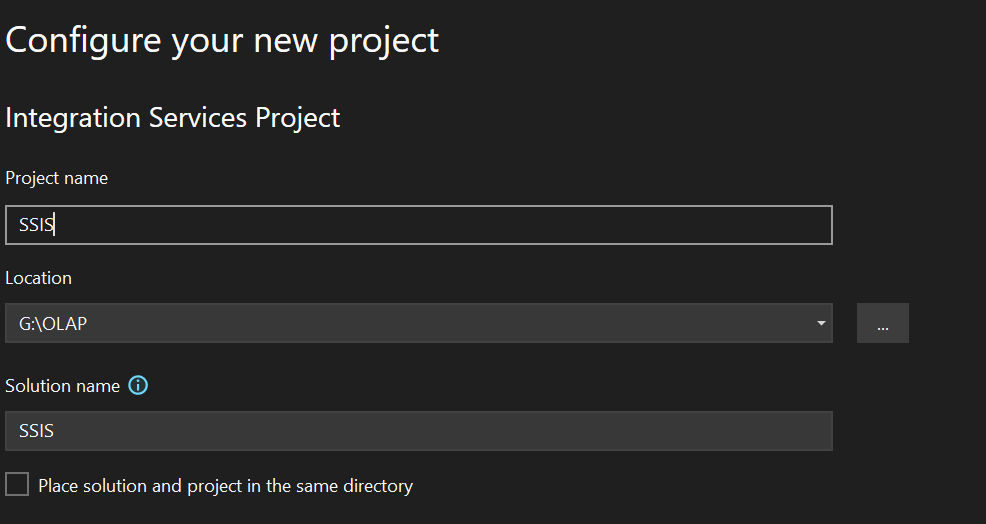 Configure your new project
Integration Services Project
Project name
SSIS
Location
G:\OLAP
...
Solution name
SSIS
Place solution and project in the same directory